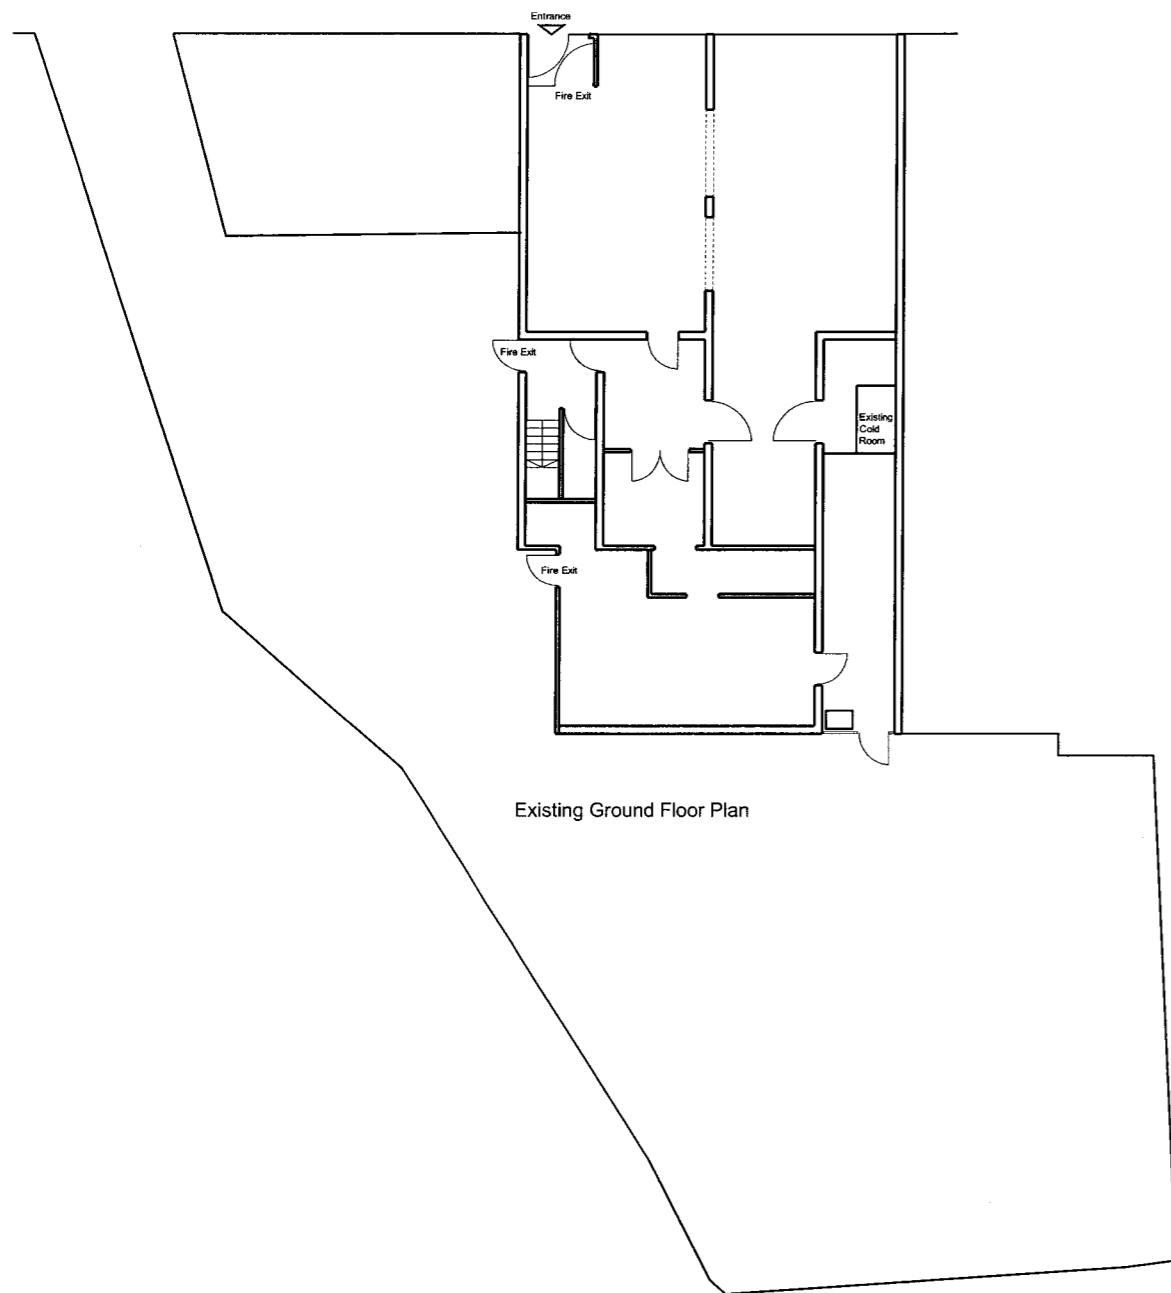 Entrance
Fire Exit
Fire Exit
Existing
Cold
Room
Fire Exit
Existing Ground Floor Plan